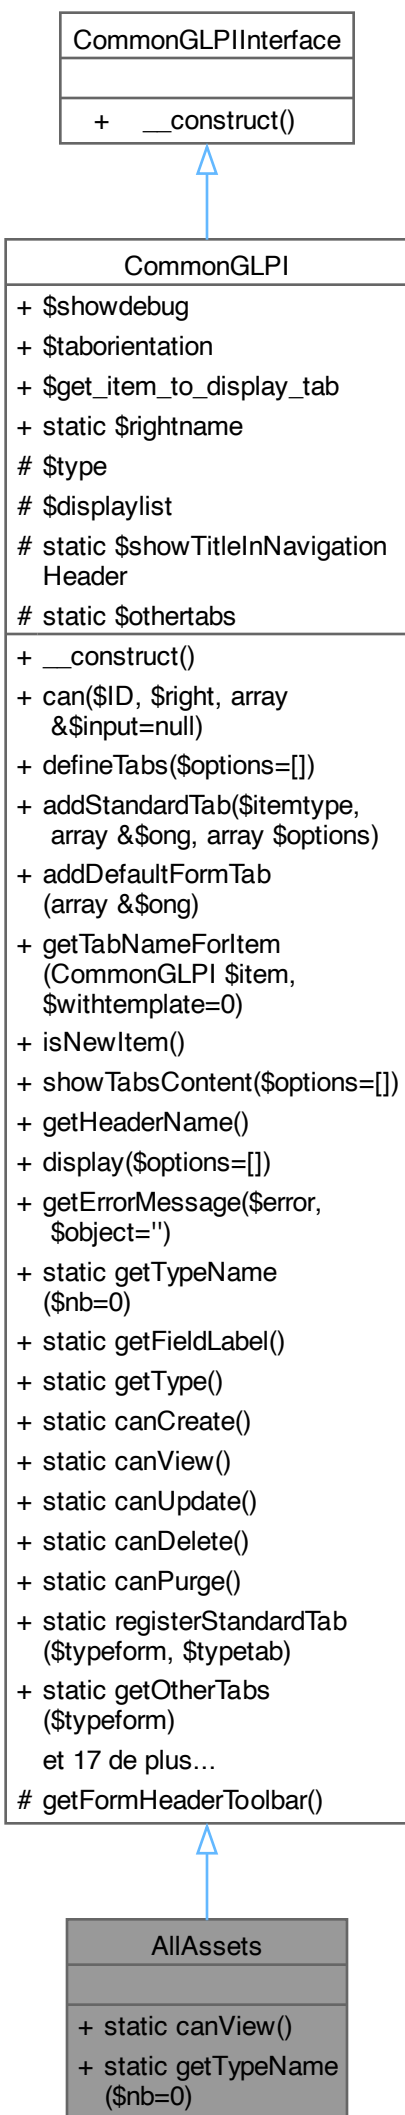 CommonGLPIInterface
+ __construct()
CommonGLPI
+ $showdebug
+ $taborientation
+ $get_item_to_display_tab
+ static $rightname
# $type
# $displaylist
# static $showTitleInNavigation
Header
# static $othertabs
+ __construct()
+ can($ID, $right, array
&$input=null)
+ defineTabs($options=[])
+ addStandardTab($itemtype,
array &$ong, array $options)
+ addDefaultFormTab
(array &$ong)
+ getTabNameForItem
(CommonGLPI $item,
$withtemplate=0)
+ isNewItem()
+ showTabsContent($options=[])
+ getHeaderName()
+ display($options=[])
+ getErrorMessage($error,
$object='')
+ static getTypeName
($nb=0)
+ static getFieldLabel()
+ static getType()
+ static canCreate()
+ static canView()
+ static canUpdate()
+ static canDelete()
+ static canPurge()
+ static registerStandardTab
($typeform, $typetab)
+ static getOtherTabs
($typeform)
et 17 de plus...
# getFormHeaderToolbar()
AllAssets
+ static canView()
+ static getTypeName
($nb=0)